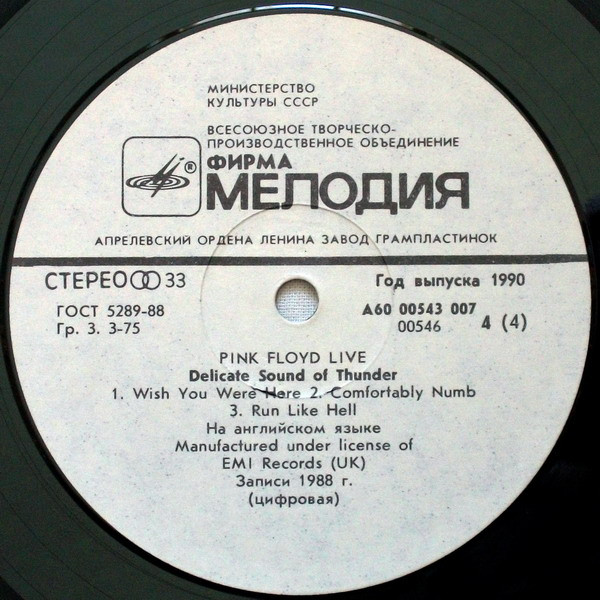 МИНИСТЕРСТВО
КУЛЬТУРЫ СССР
ВСЕСОЮЗНОЕ ТВОРЧЕСКО-
ПРОИЗВОДСТВЕННОЕ ОБЪЕДИНЕНИЕ
ФИРМА
®
МЕЛОДИЯ
АПРЕЛЕВСКИЙ ОРДЕНА ЛЕНИНА ЗАВОД ГРАМПЛАСТИНОК
СТЕРЕО 33 Год выпуска 1990
ГОСТ 5289-88 А60 00543 007
Гр. 3. 3-75 00546 4 (4)
PINK FLOYD LIVE
Delicate Sound of Thunder
1. Wish You Were Here 2. Comfortably Numb
3. Run Like Hell
На английском языке
Manufactured under license of
EMI Records (UK)
Записи 1988 г.
(цифровая)